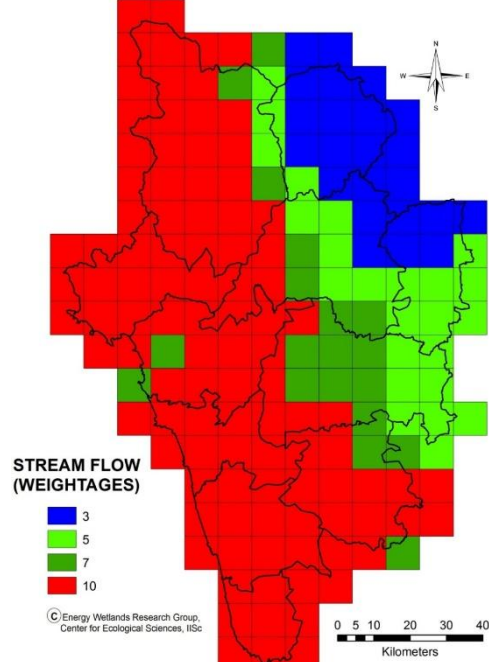 N
W E
S
STREAM FLOW
(WEIGHTAGES)
3
5
7
10
C Energy Wetlands Research Group,
Center for Ecological Sciences, IISc
0 5 10 20 30 40
Kilometers